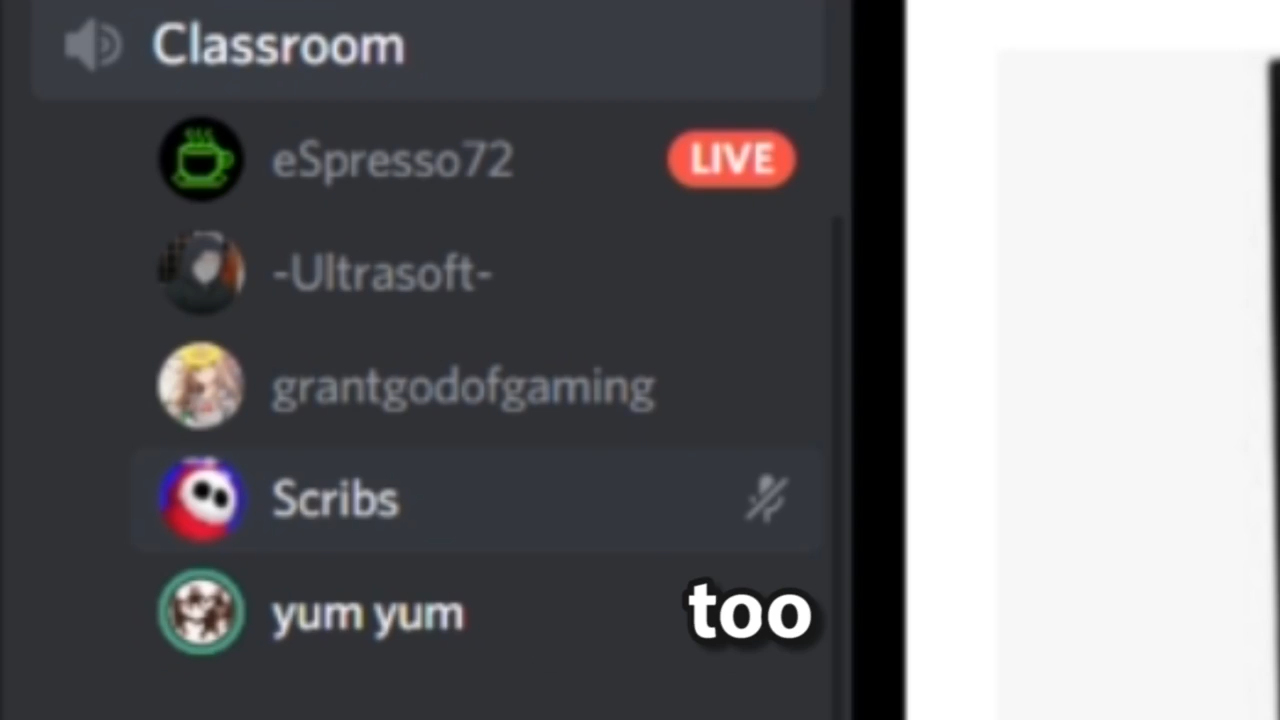 Classroom
eSpresso72 LIVE
-Ultrasoft-
grantgodofgaming
Scribs
yum yum
too